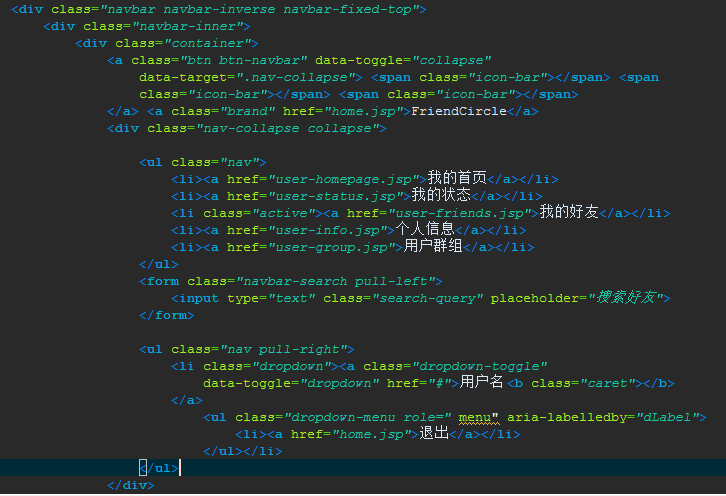 <div class="navbar navbar-inverse navbar-fixed-top">
<div class="navbar-inner">
<div class="container">
<a class="btn btn-navbar" data-toggle="collapse"
data-target=".nav-collapse"> <span class="icon-bar"></span> <span
class="icon-bar"></span> <span class="icon-bar"></span>
</a> <a class="brand" href="home.jsp">FriendCircle</a>
<div class="nav-collapse collapse">
<ul class="nav">
<li><a href="user-homepage.jsp">我的首页</a></li>
<li><a href="user-status.jsp">我的状态</a></li>
<li class="active"><a href="user-friends.jsp">我的好友</a></li>
<li><a href="user-info.jsp">个人信息</a></li>
<li><a href="user-group.jsp">用户群组</a></li>
</ul>
<form class="navbar-search pull-left">
<input type="text" class="search-query" placeholder="搜索好友">
</form>
<ul class="nav pull-right">
<li class="dropdown"><a class="dropdown-toggle"
data-toggle="dropdown" href="#">用户名<b class="caret"></b>
</a>
<ul class="dropdown-menu role=" menu" aria-labelledby="dLabel">
<li><a href="home.jsp">退出</a></li>
</ul></li>
</ul>
</div>